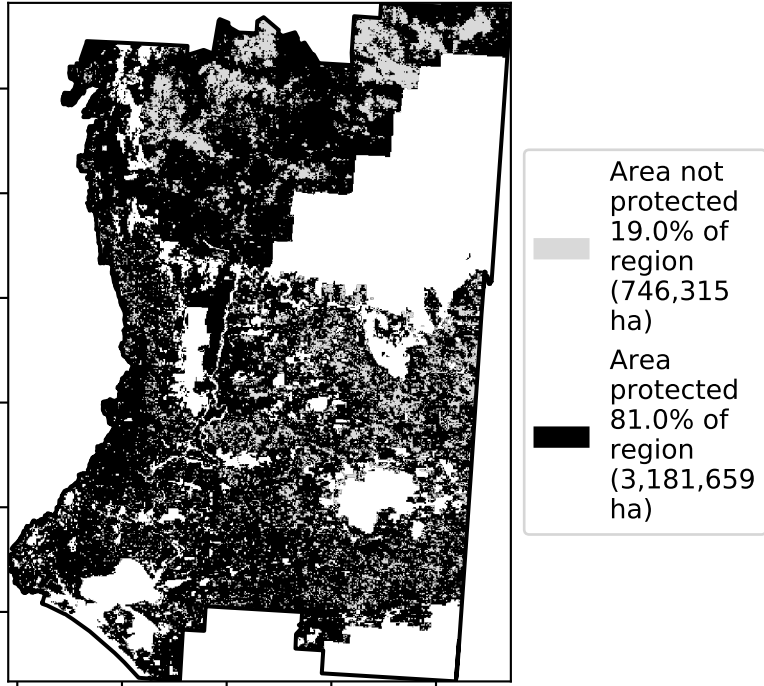 Area not
protected
19.0% of
region
(746,315
ha)
Area
protected
81.0% of
region
(3,181,659
ha)